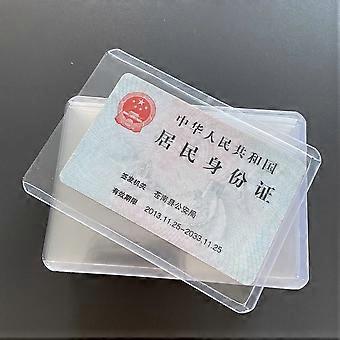 中华人民共和国
居民身份证
签发机关 苍南县公安局
有效期限 2013.11.25-2033.11.25